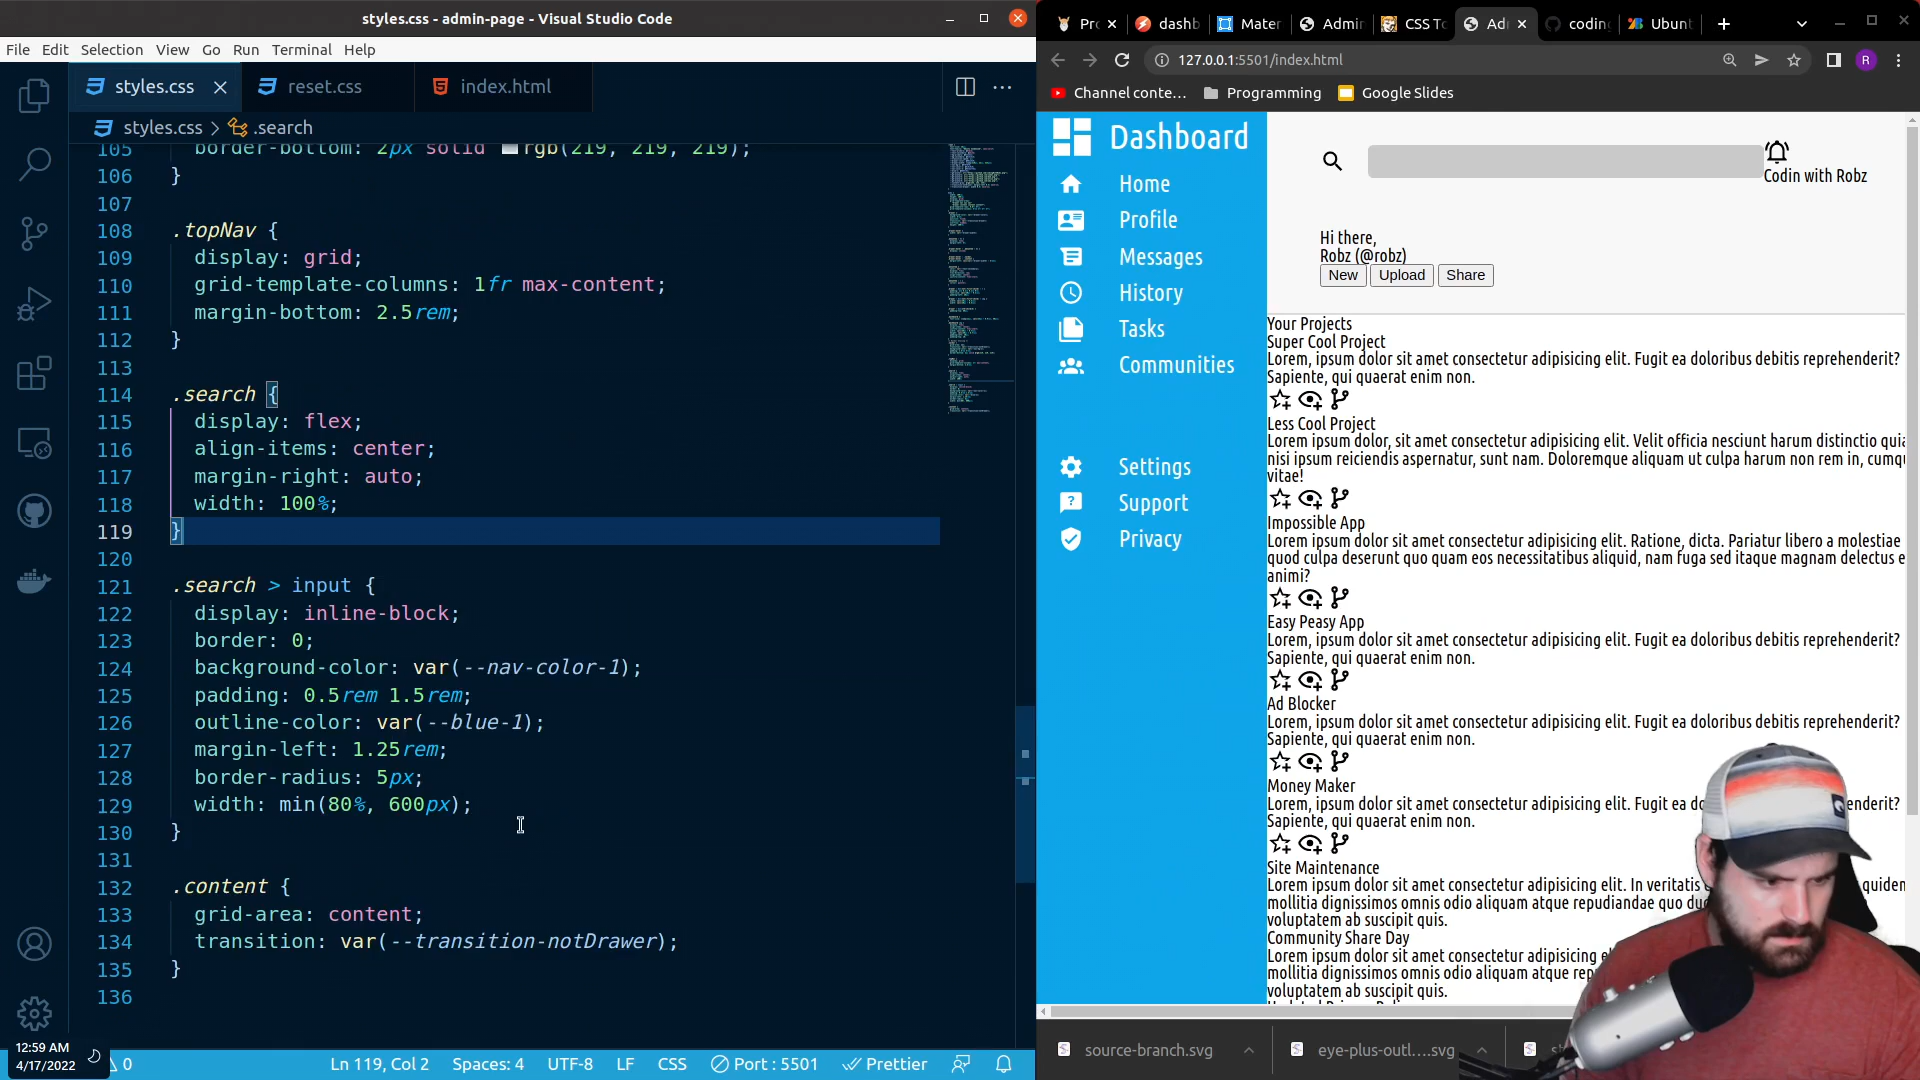 styles.css - admin-page - Visual Studio Code
File Edit Selection View Go Run Terminal Help
styles.css reset.css index.html
styles.css > .search
105 border-bottom: 2px solid rgb(219, 219, 219);
106 }
107
108 .topNav {
109 display: grid;
110 grid-template-columns: 1fr max-content;
111 margin-bottom: 2.5rem;
112 }
113
114 .search {
115 display: flex;
116 align-items: center;
117 margin-right: auto;
118 width: 100%;
119 }
120
121 .search > input {
122 display: inline-block;
123 border: 0;
124 background-color: var(--nav-color-1);
125 padding: 0.5rem 1.5rem;
126 outline-color: var(--blue-1);
127 margin-left: 1.25rem;
128 border-radius: 5px;
129 width: min(80%, 600px);
130 }
131
132 .content {
133 grid-area: content;
134 transition: var(--transition-notDrawer);
135 }
136
12:59 AM
4/17/2022
0 Ln 119, Col 2 Spaces: 4 UTF-8 LF CSS Port : 5501 Prettier
Pro dashb Mater Admin CSS To Ad coding Ubunt
127.0.0.1:5501/index.html R
Channel conte... Programming Google Slides
Dashboard
Home
Profile
Messages
History
Tasks
Communities
Settings
Support
Privacy
Codin with Robz
Hi there,
Robz (@robz)
New Upload Share
Your Projects
Super Cool Project
Lorem, ipsum dolor sit amet consectetur adipisicing elit. Fugit ea doloribus debitis reprehenderit?
Sapiente, qui quaerat enim non.
Less Cool Project
Lorem ipsum dolor, sit amet consectetur adipisicing elit. Velit officia nesciunt harum distinctio quia
nisi ipsum reiciendis aspernatur, sunt nam. Doloremque aliquam ut culpa harum non rem in, cumq
vitae!
Impossible App
Lorem ipsum dolor sit amet consectetur adipisicing elit. Ratione, dicta. Pariatur libero a molestiae
quod culpa deserunt quo quam eos necessitatibus aliquid, nam fuga sed itaque magnam delectus e
animi?
Easy Peasy App
Lorem, ipsum dolor sit amet consectetur adipisicing elit. Fugit ea doloribus debitis reprehenderit?
Sapiente, qui quaerat enim non.
Ad Blocker
Lorem, ipsum dolor sit amet consectetur adipisicing elit. Fugit ea doloribus debitis reprehenderit?
Sapiente, qui quaerat enim non.
Money Maker
Lorem, ipsum dolor sit amet consectetur adipisicing elit. Fugit ea do enderit?
Sapiente, qui quaerat enim non.
Site Maintenance
Lorem ipsum dolor sit amet consectetur adipisicing elit. In veritatis quiden
mollitia dignissimos omnis odio aliquam atque repudiandae quo du
voluptatem ab suscipit quis.
Community Share Day
Lorem ipsum dolor sit amet consectetur adipisicing elit.
mollitia dignissimos omnis odio aliquam atque rep
voluptatem ab suscipit quis.
source-branch.svg eye-plus-outl....svg